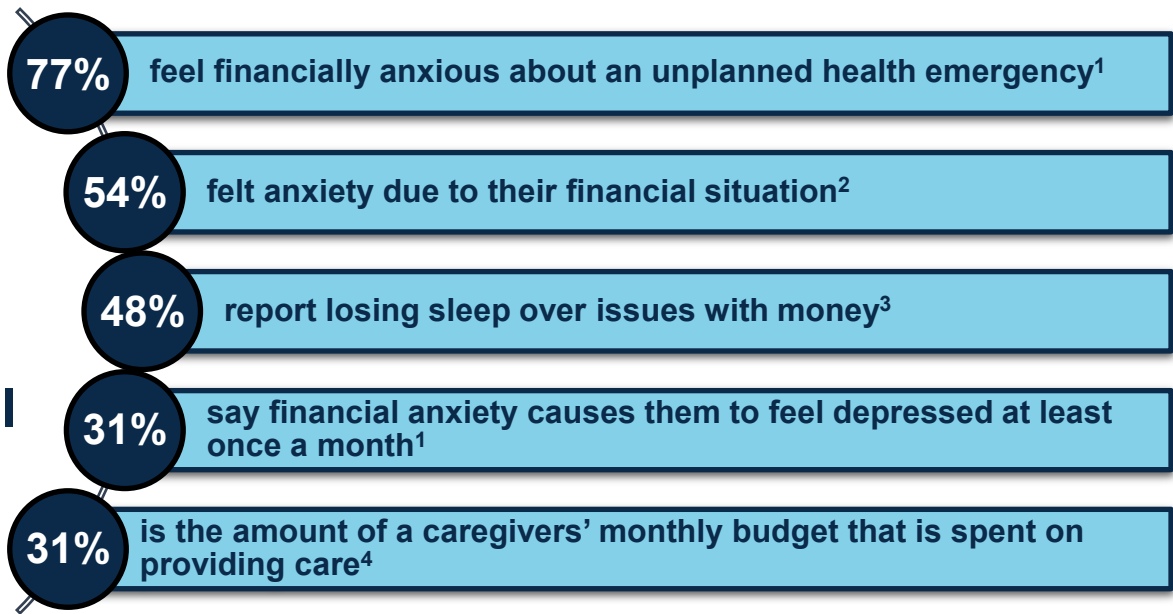 77%
feel financially anxious about an unplanned health emergency¹
54%
felt anxiety due to their financial situation²
48%
report losing sleep over issues with money³
31%
say financial anxiety causes them to feel depressed at least
once a month¹
31%
is the amount of a caregivers’ monthly budget that is spent on
providing care⁴